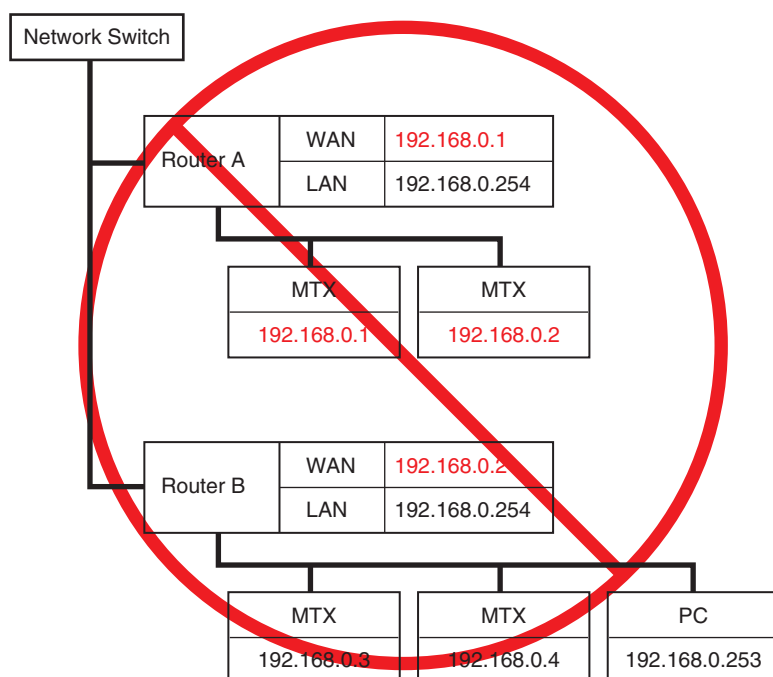 Network Switch
Router A
WAN 192.168.0.1
LAN 192.168.0.254
MTX MTX
192.168.0.1 192.168.0.2
Router B
WAN 192.168.0.2
LAN 192.168.0.254
MTX MTX PC
192.168.0.3 192.168.0.4 192.168.0.253